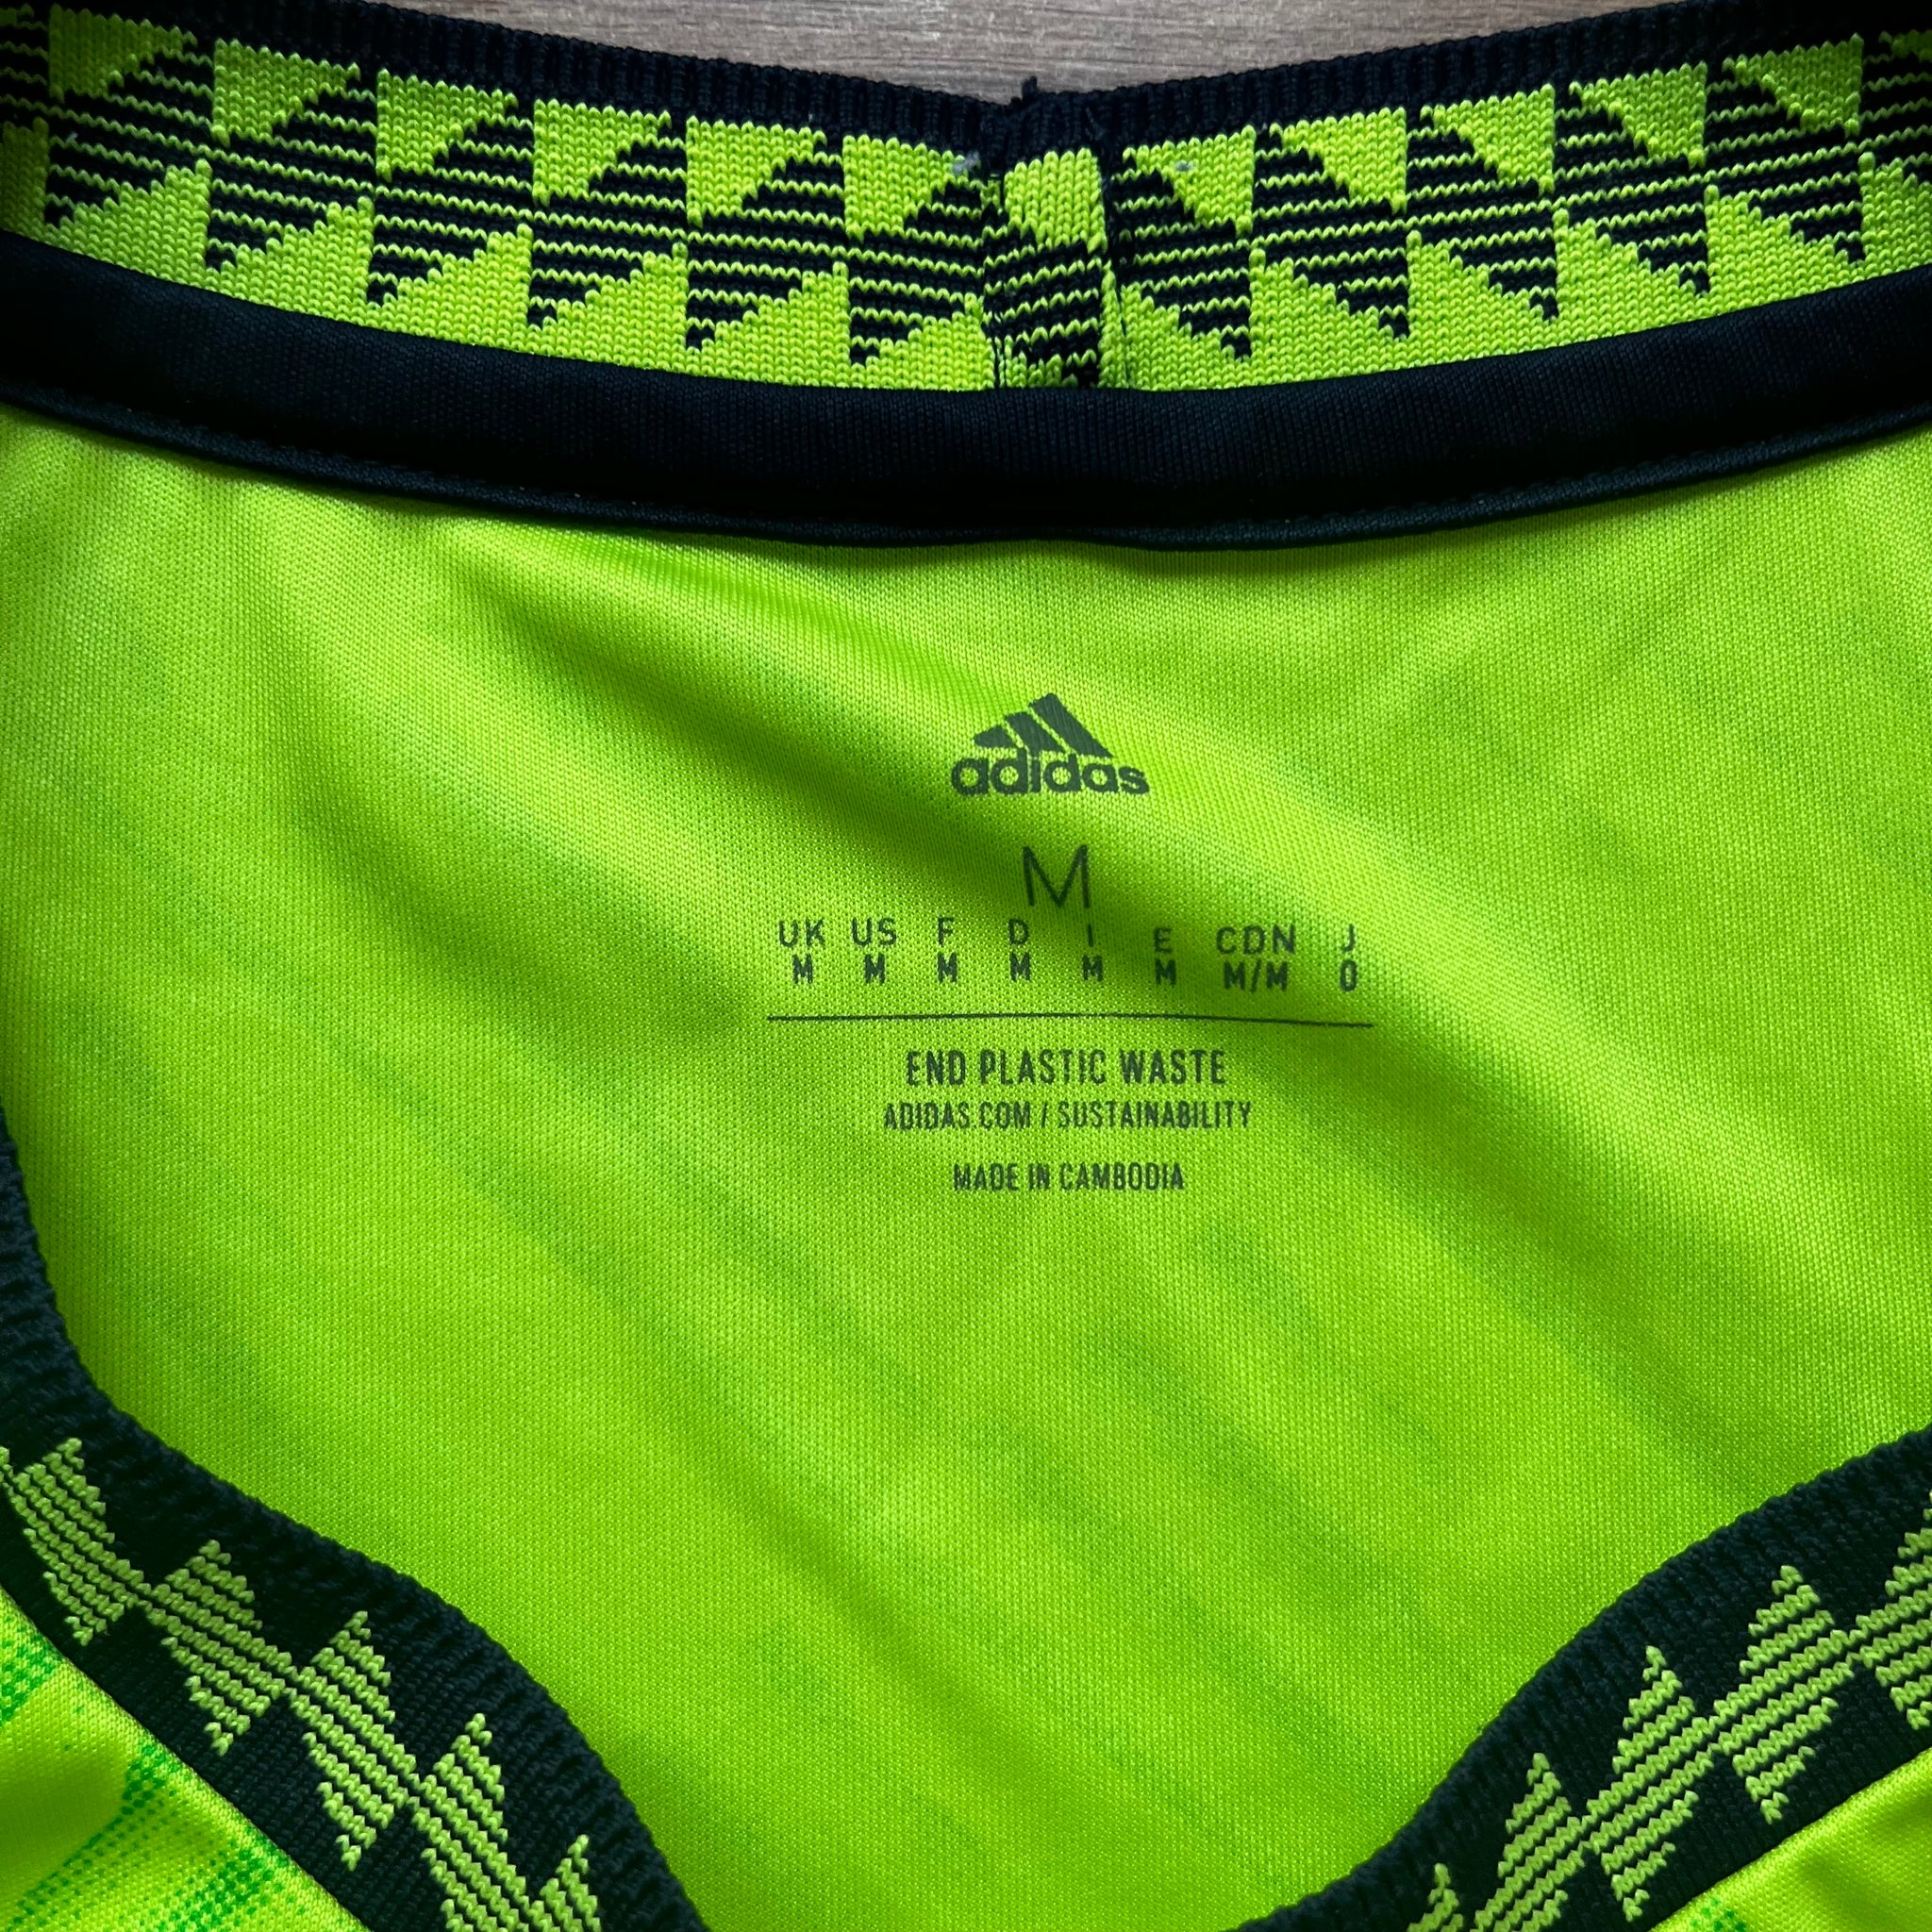 adidas
M
UK US F D I E CDN J
M M M M M M M/M O
END PLASTIC WASTE
ADIDAS.COM / SUSTAINABILITY
MADE IN CAMBODIA